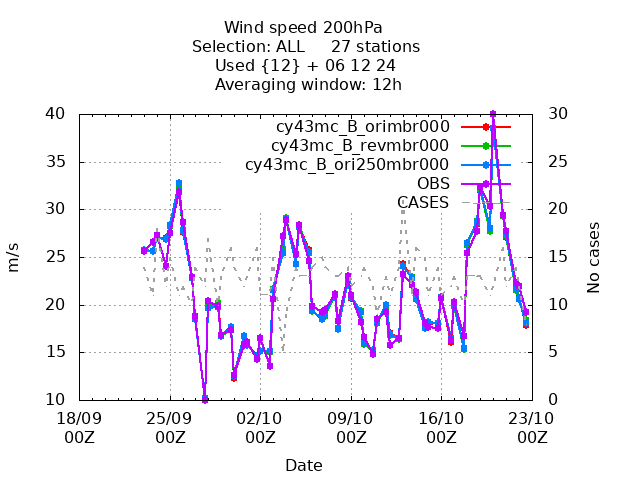 Wind speed 200hPa
Selection: ALL     27 stations
Used {12} + 06 12 24
Averaging window: 12h
40 30
cy43mc_B_orimbr000
cy43mc_B_revmbr000
cy43mc_B_ori250mbr000
OBS
CASES
35 25
30 20
25 15
20 10
15 5
10 0
m/s
No cases
18/09 25/09 02/10 09/10 16/10 23/10
00Z 00Z 00Z 00Z 00Z 00Z
Date